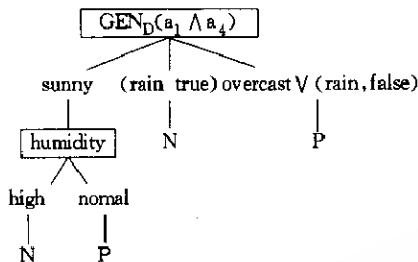 GEN_D(a_1 ∧ a_4)
sunny (rain true) overcast ∨ (rain, false)
humidity N P
high nomal
N P